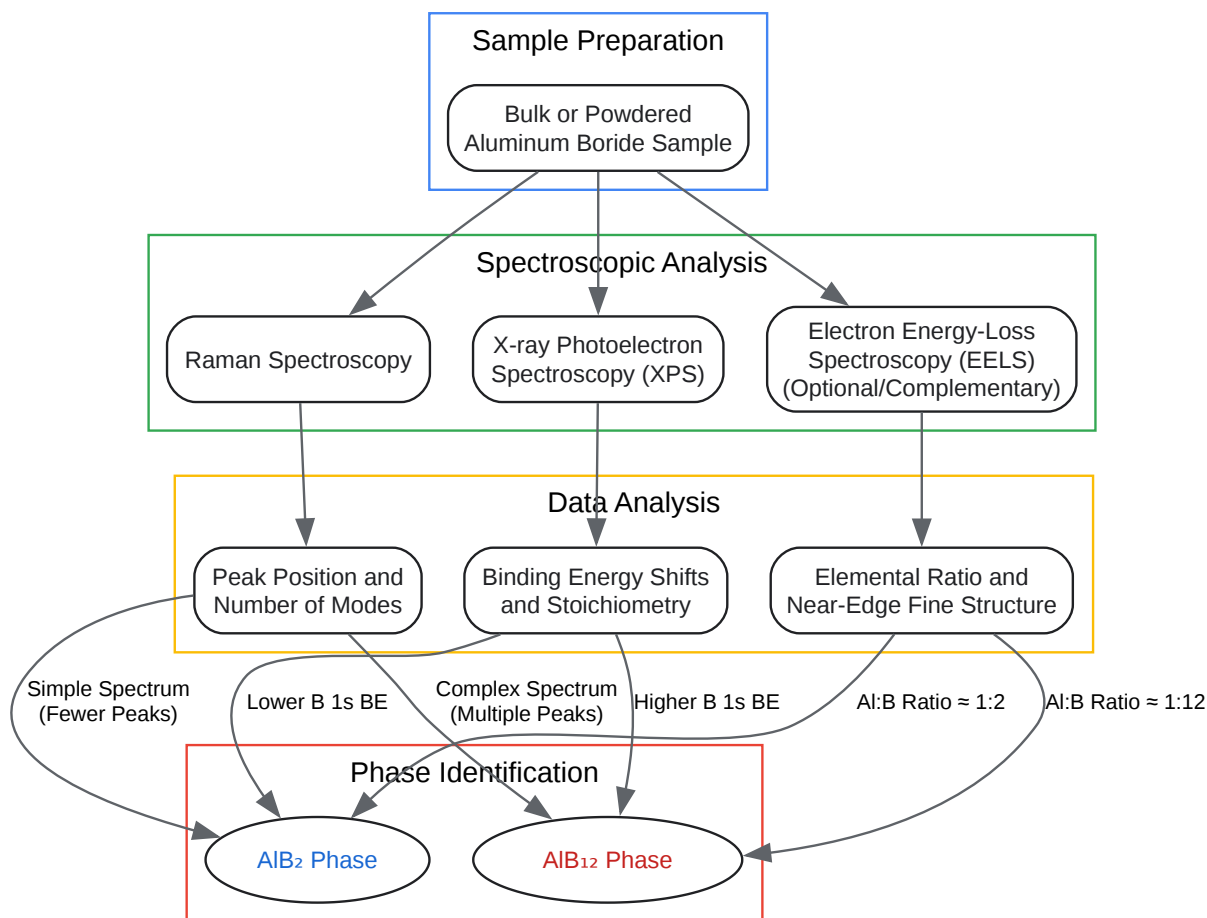 Sample Preparation
Bulk or Powdered
Aluminum Boride Sample
Spectroscopic Analysis
Raman Spectroscopy
X-ray Photoelectron
Spectroscopy (XPS)
Electron Energy-Loss
Spectroscopy (EELS)
(Optional/Complementary)
Data Analysis
Peak Position and
Number of Modes
Binding Energy Shifts
and Stoichiometry
Elemental Ratio and
Near-Edge Fine Structure
Simple Spectrum
(Fewer Peaks)
Lower B 1s BE
Complex Spectrum
(Multiple Peaks)
Higher B 1s BE
Al:B Ratio ≈ 1:2
Al:B Ratio ≈ 1:12
Phase Identification
AlB₂ Phase
AlB₁₂ Phase